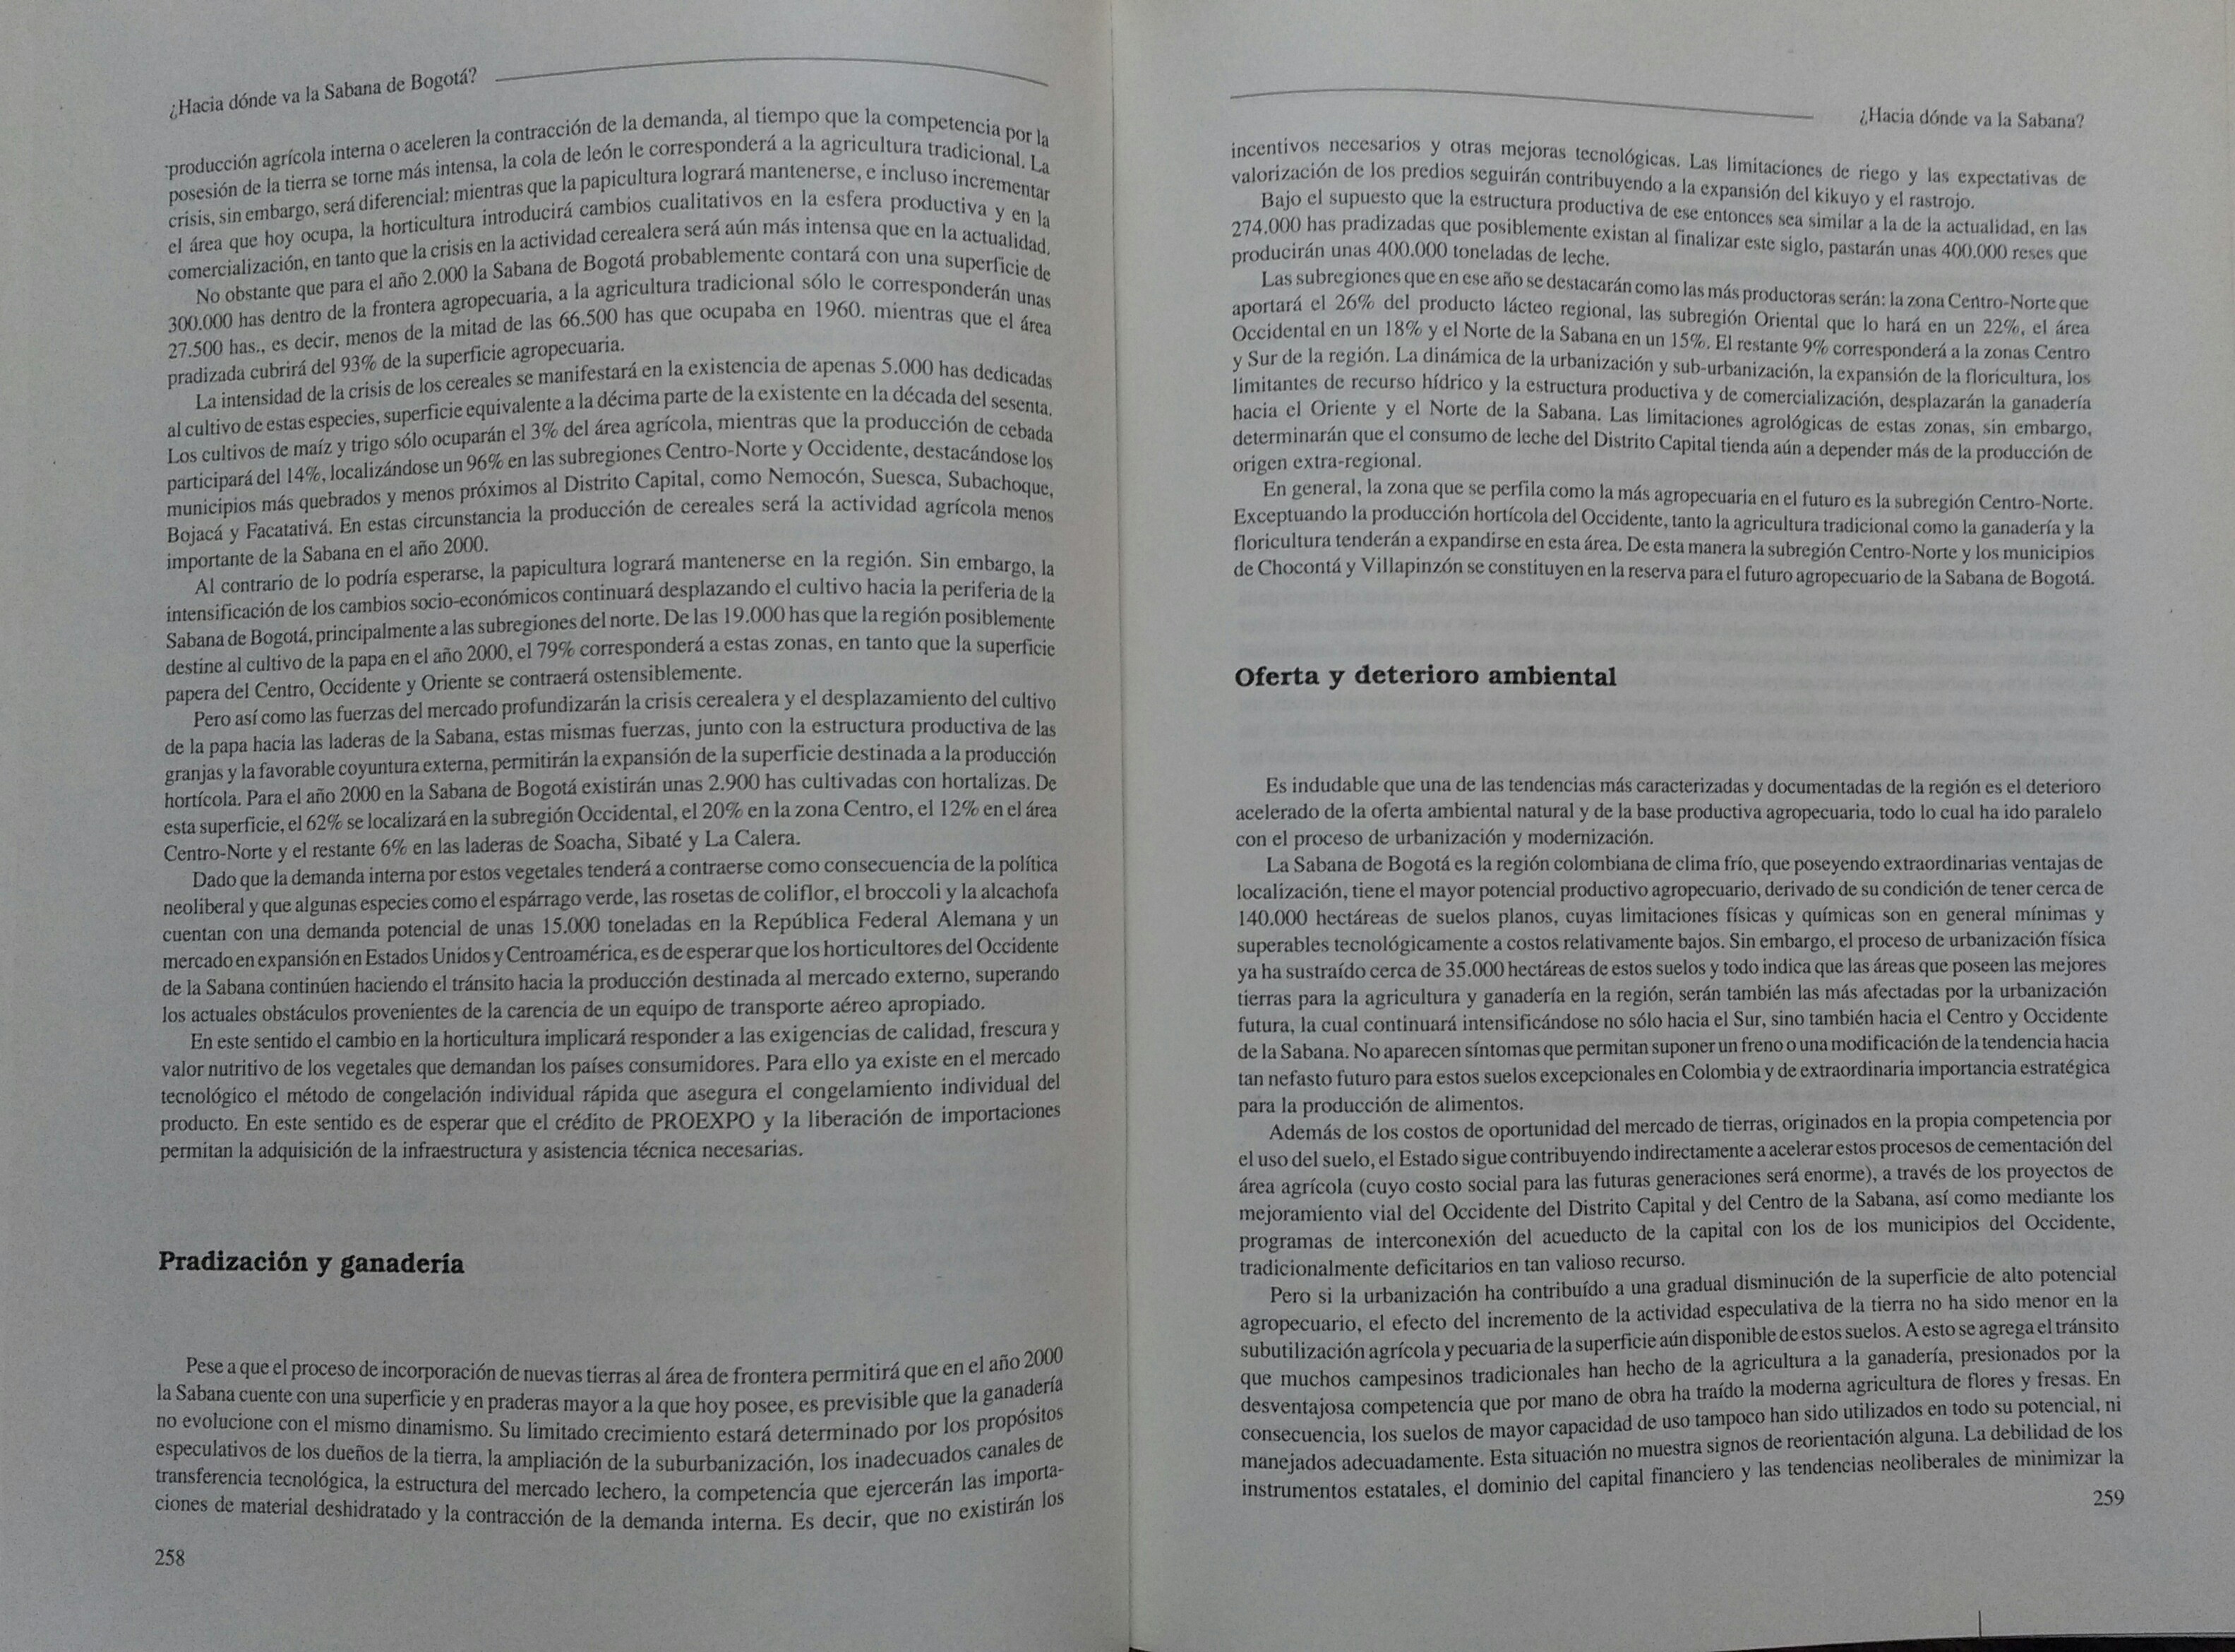 ¿Hacia dónde va la Sabana de Bogotá?
producción agrícola interna o aceleren la contracción de la demanda, al tiempo que la competencia por la
posesión de la tierra se torne más intensa, la cola de león le corresponderá a la agricultura tradicional. La
crisis, sin embargo, será diferencial: mientras que la papicultura logrará mantenerse, e incluso incrementar
el área que hoy ocupa, la horticultura introducirá cambios cualitativos en la esfera productiva y en la
comercialización, en tanto que la crisis en la actividad cerealera será aún más intensa que en la actualidad.
No obstante que para el año 2.000 la Sabana de Bogotá probablemente contará con una superficie de
300.000 has dentro de la frontera agropecuaria, a la agricultura tradicional sólo le corresponderán unas
27.500 has., es decir, menos de la mitad de las 66.500 has que ocupaba en 1960. mientras que el área
pradizada cubrirá del 93% de la superficie agropecuaria.
La intensidad de la crisis de los cereales se manifestará en la existencia de apenas 5.000 has dedicadas
al cultivo de estas especies, superficie equivalente a la décima parte de la existente en la década del sesenta.
Los cultivos de maíz y trigo sólo ocuparán el 3% del área agrícola, mientras que la producción de cebada
participará del 14%, localizándose un 96% en las subregiones Centro-Norte y Occidente, destacándose los
municipios más quebrados y menos próximos al Distrito Capital, como Nemocón, Suesca, Subachoque,
Bojacá y Facatativá. En estas circunstancia la producción de cereales será la actividad agrícola menos
importante de la Sabana en el año 2000.
Al contrario de lo podría esperarse, la papicultura logrará mantenerse en la región. Sin embargo, la
intensificación de los cambios socio-económicos continuará desplazando el cultivo hacia la periferia de la
Sabana de Bogotá, principalmente a las subregiones del norte. De las 19.000 has que la región posiblemente
destine al cultivo de la papa en el año 2000, el 79% corresponderá a estas zonas, en tanto que la superficie
papera del Centro, Occidente y Oriente se contraerá ostensiblemente.
Pero así como las fuerzas del mercado profundizarán la crisis cerealera y el desplazamiento del cultivo
de la papa hacia las laderas de la Sabana, estas mismas fuerzas, junto con la estructura productiva de las
granjas y la favorable coyuntura externa, permitirán la expansión de la superficie destinada a la producción
hortícola. Para el año 2000 en la Sabana de Bogotá existirán unas 2.900 has cultivadas con hortalizas. De
esta superficie, el 62% se localizará en la subregión Occidental, el 20% en la zona Centro, el 12% en el área
Centro-Norte y el restante 6% en las laderas de Soacha, Sibaté y La Calera.
Dado que la demanda interna por estos vegetales tenderá a contraerse como consecuencia de la política
neoliberal y que algunas especies como el espárrago verde, las rosetas de coliflor, el broccoli y la alcachofa
cuentan con una demanda potencial de unas 15.000 toneladas en la República Federal Alemana y un
mercado en expansión en Estados Unidos y Centroamérica, es de esperar que los horticultores del Occidente
de la Sabana continúen haciendo el tránsito hacia la producción destinada al mercado externo, superando
los actuales obstáculos provenientes de la carencia de un equipo de transporte aéreo apropiado.
En este sentido el cambio en la horticultura implicará responder a las exigencias de calidad, frescura y
valor nutritivo de los vegetales que demandan los países consumidores. Para ello ya existe en el mercado
tecnológico el método de congelación individual rápida que asegura el congelamiento individual del
producto. En este sentido es de esperar que el crédito de PROEXPO y la liberación de importaciones
permitan la adquisición de la infraestructura y asistencia técnica necesarias.
Pradización y ganadería
Pese a que el proceso de incorporación de nuevas tierras al área de frontera permitirá que en el año 2000
la Sabana cuente con una superficie y en praderas mayor a la que hoy posee, es previsible que la ganadería
no evolucione con el mismo dinamismo. Su limitado crecimiento estará determinado por los propósitos
especulativos de los dueños de la tierra, la ampliación de la suburbanización, los inadecuados canales de
transferencia tecnológica, la estructura del mercado lechero, la competencia que ejercerán las importa-
ciones de material deshidratado y la contracción de la demanda interna. Es decir, que no existirán los
258
¿Hacia dónde va la Sabana?
incentivos necesarios y otras mejoras tecnológicas. Las limitaciones de riego y las expectativas de
valorización de los predios seguirán contribuyendo a la expansión del kikuyo y el rastrojo.
Bajo el supuesto que la estructura productiva de ese entonces sea similar a la de la actualidad, en las
274.000 has pradizadas que posiblemente existan al finalizar este siglo, pastarán unas 400.000 reses que
producirán unas 400.000 toneladas de leche.
Las subregiones que en ese año se destacarán como las más productoras serán: la zona Centro-Norte que
aportará el 26% del producto lácteo regional, las subregión Oriental que lo hará en un 22%, el área
Occidental en un 18% y el Norte de la Sabana en un 15%. El restante 9% corresponderá a la zonas Centro
y Sur de la región. La dinámica de la urbanización y sub-urbanización, la expansión de la floricultura, los
limitantes de recurso hídrico y la estructura productiva y de comercialización, desplazarán la ganadería
hacia el Oriente y el Norte de la Sabana. Las limitaciones agrológicas de estas zonas, sin embargo,
determinarán que el consumo de leche del Distrito Capital tienda aún a depender más de la producción de
origen extra-regional.
En general, la zona que se perfila como la más agropecuaria en el futuro es la subregión Centro-Norte.
Exceptuando la producción hortícola del Occidente, tanto la agricultura tradicional como la ganadería y la
floricultura tenderán a expandirse en esta área. De esta manera la subregión Centro-Norte y los municipios
de Chocontá y Villapinzón se constituyen en la reserva para el futuro agropecuario de la Sabana de Bogotá.
Oferta y deterioro ambiental
Es indudable que una de las tendencias más caracterizadas y documentadas de la región es el deterioro
acelerado de la oferta ambiental natural y de la base productiva agropecuaria, todo lo cual ha ido paralelo
con el proceso de urbanización y modernización.
La Sabana de Bogotá es la región colombiana de clima frío, que poseyendo extraordinarias ventajas de
localización, tiene el mayor potencial productivo agropecuario, derivado de su condición de tener cerca de
140.000 hectáreas de suelos planos, cuyas limitaciones físicas y químicas son en general mínimas y
superables tecnológicamente a costos relativamente bajos. Sin embargo, el proceso de urbanización física
ya ha sustraído cerca de 35.000 hectáreas de estos suelos y todo indica que las áreas que poseen las mejores
tierras para la agricultura y ganadería en la región, serán también las más afectadas por la urbanización
futura, la cual continuará intensificándose no sólo hacia el Sur, sino también hacia el Centro y Occidente
de la Sabana. No aparecen síntomas que permitan suponer un freno o una modificación de la tendencia hacia
tan nefasto futuro para estos suelos excepcionales en Colombia y de extraordinaria importancia estratégica
para la producción de alimentos.
Además de los costos de oportunidad del mercado de tierras, originados en la propia competencia por
el uso del suelo, el Estado sigue contribuyendo indirectamente a acelerar estos procesos de cementación del
área agrícola (cuyo costo social para las futuras generaciones será enorme), a través de los proyectos de
mejoramiento vial del Occidente del Distrito Capital y del Centro de la Sabana, así como mediante los
programas de interconexión del acueducto de la capital con los de los municipios del Occidente,
tradicionalmente deficitarios en tan valioso recurso.
Pero si la urbanización ha contribuído a una gradual disminución de la superficie de alto potencial
agropecuario, el efecto del incremento de la actividad especulativa de la tierra no ha sido menor en la
subutilización agrícola y pecuaria de la superficie aún disponible de estos suelos. A esto se agrega el tránsito
que muchos campesinos tradicionales han hecho de la agricultura a la ganadería, presionados por la
desventajosa competencia que por mano de obra ha traído la moderna agricultura de flores y fresas. En
consecuencia, los suelos de mayor capacidad de uso tampoco han sido utilizados en todo su potencial, ni
manejados adecuadamente. Esta situación no muestra signos de reorientación alguna. La debilidad de los
instrumentos estatales, el dominio del capital financiero y las tendencias neoliberales de minimizar la
259